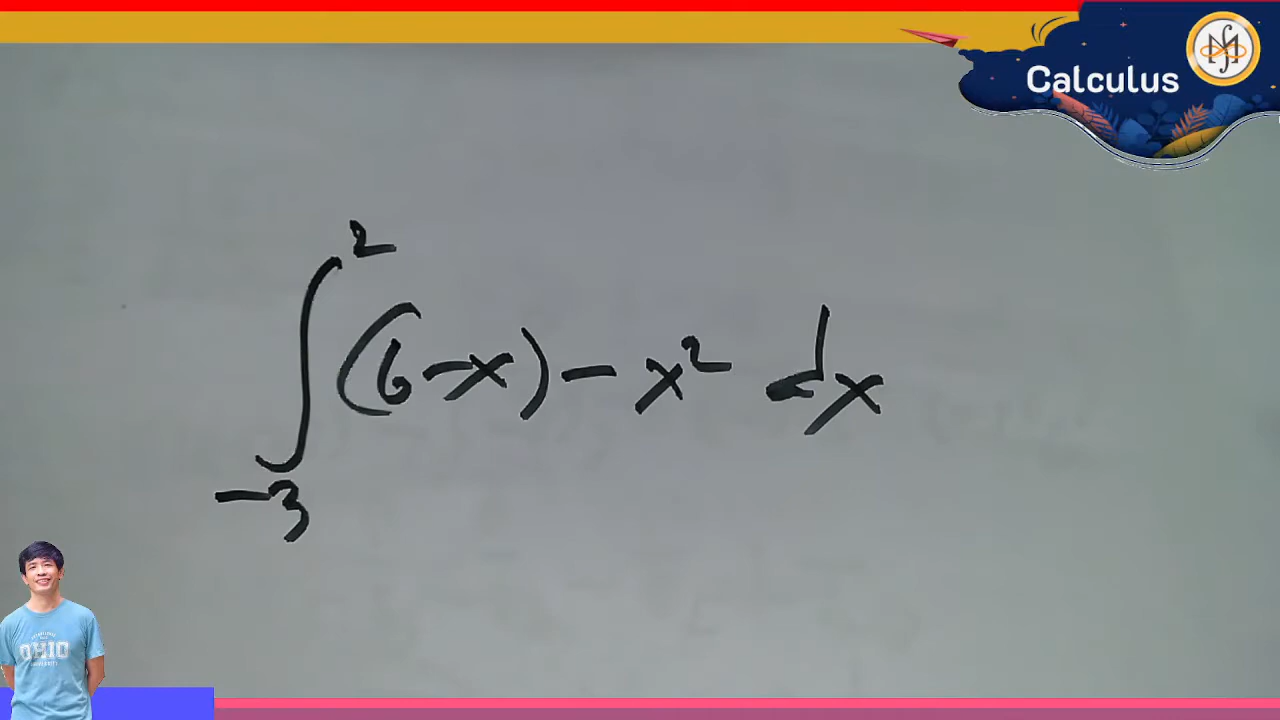 Calculus
∫_{-3}^{2} (6-x) - x² dx
OHIO